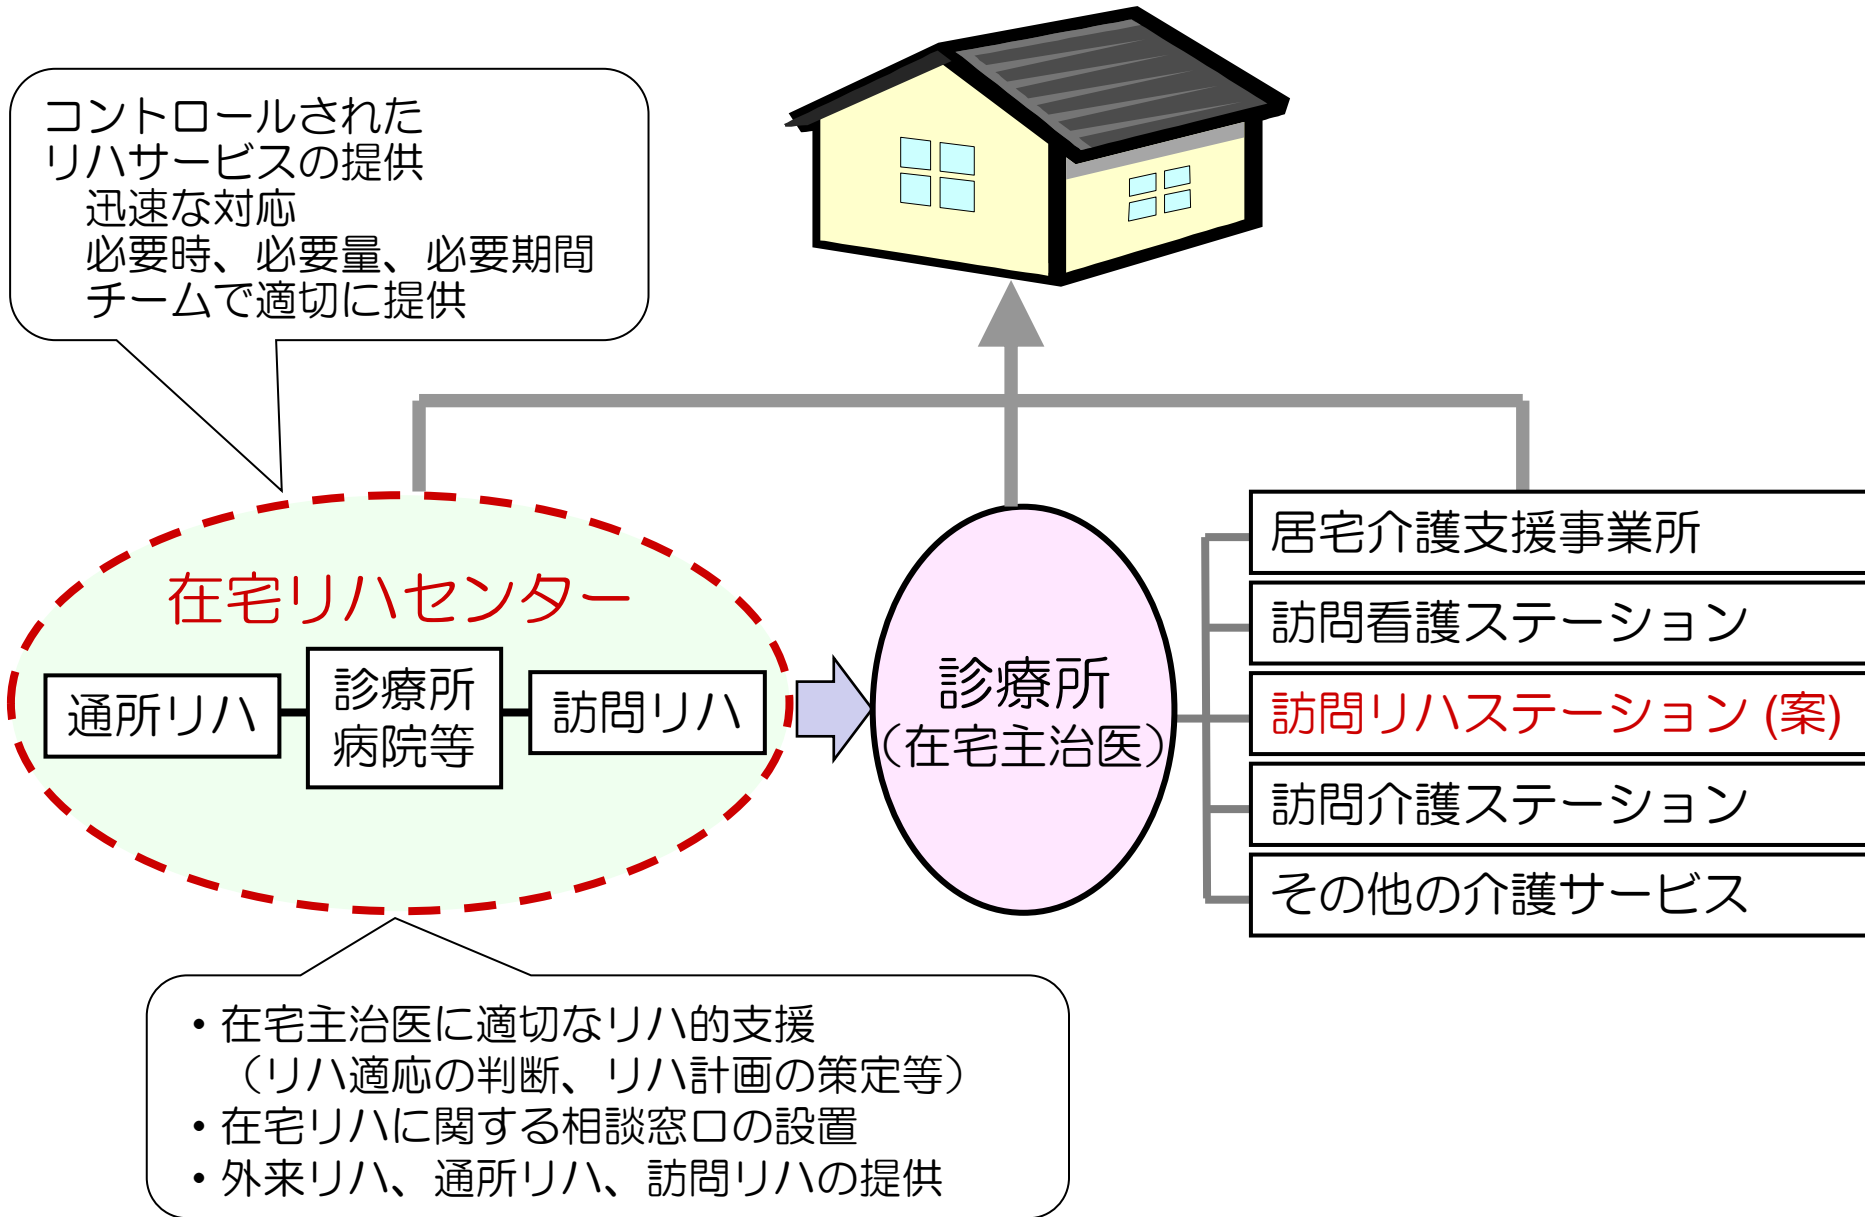 コントロールされた
リハサービスの提供
迅速な対応
必要時、必要量、必要期間
チームで適切に提供
在宅リハセンター
通所リハ
診療所
病院等
訪問リハ
診療所
（在宅主治医）
居宅介護支援事業所
訪問看護ステーション
訪問リハステーション (案)
訪問介護ステーション
その他の介護サービス
・在宅主治医に適切なリハ的支援
（リハ適応の判断、リハ計画の策定等）
・在宅リハに関する相談窓口の設置
・外来リハ、通所リハ、訪問リハの提供